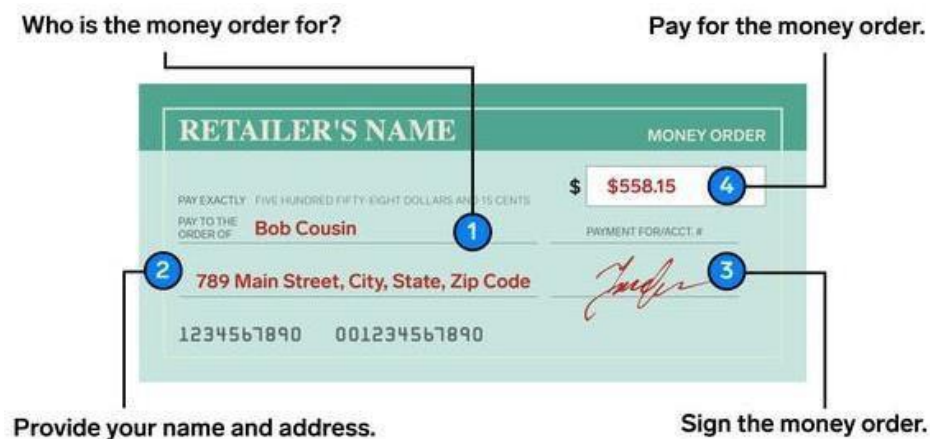 Who is the money order for?
Pay for the money order.
RETAILER'S NAME
MONEY ORDER
$ $558.15 4
PAY EXACTLY FIVE HUNDRED FIFTY-EIGHT DOLLARS AND 15 CENTS
PAY TO THE
ORDER OF Bob Cousin 1
PAYMENT FOR/ACCT. #
2 789 Main Street, City, State, Zip Code
3
1234567890 001234567890
Provide your name and address.
Sign the money order.